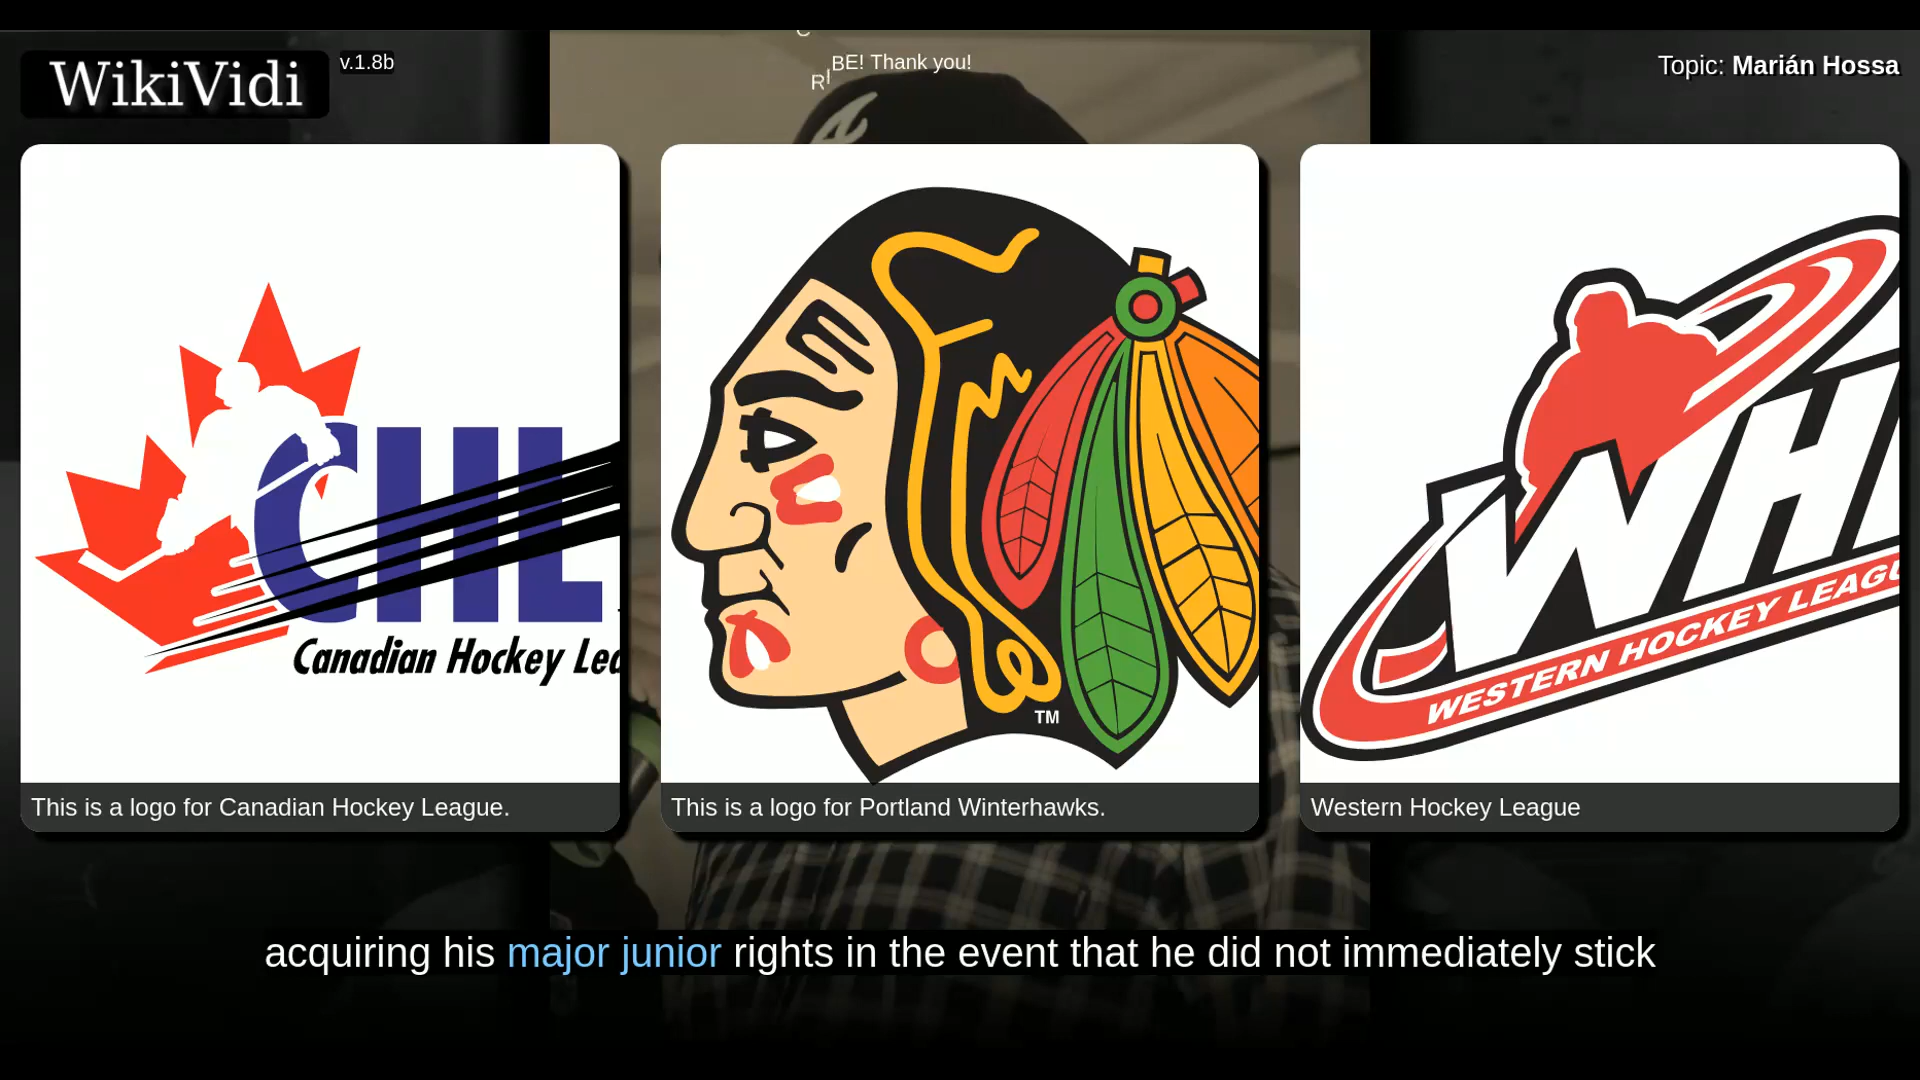 WikiVidi
v.1.8b
BE! Thank you!
Topic: Marián Hossa
CHL
Canadian Hockey Lea
TM
WH
WESTERN HOCKEY LEAGU
This is a logo for Canadian Hockey League.
This is a logo for Portland Winterhawks.
Western Hockey League
acquiring his major junior rights in the event that he did not immediately stick